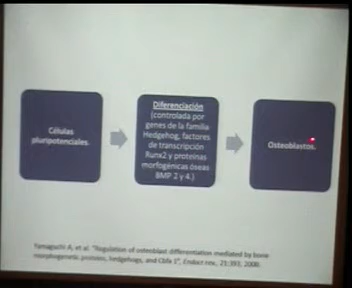 Células
pluripotenciales.
Diferenciación
(controlada por
genes de la familia
Hedgehog, factores
de transcripción
Runx2 y proteínas
morfogénicas óseas
BMP 2 y 4.)
Osteoblastos.
Yamaguchi A, et al. "Regulation of osteoblast differentiation mediated by bone
morphogenetic proteins, hedgehogs, and Cbfa 1", Endocr rev, 21:393, 2000.